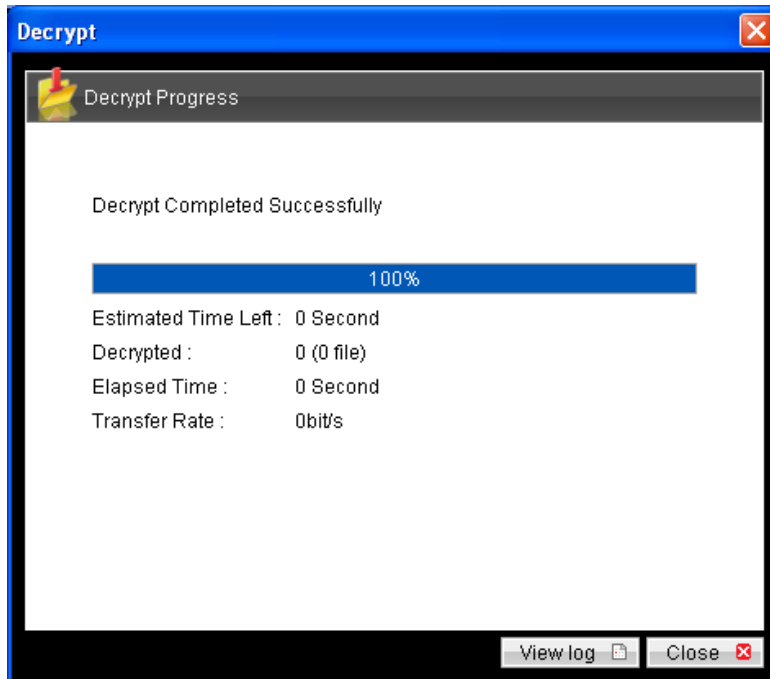 Decrypt
Decrypt Progress
Decrypt Completed Successfully
100%
Estimated Time Left : 0 Second
Decrypted : 0 (0 file)
Elapsed Time : 0 Second
Transfer Rate : 0bit/s
View log Close